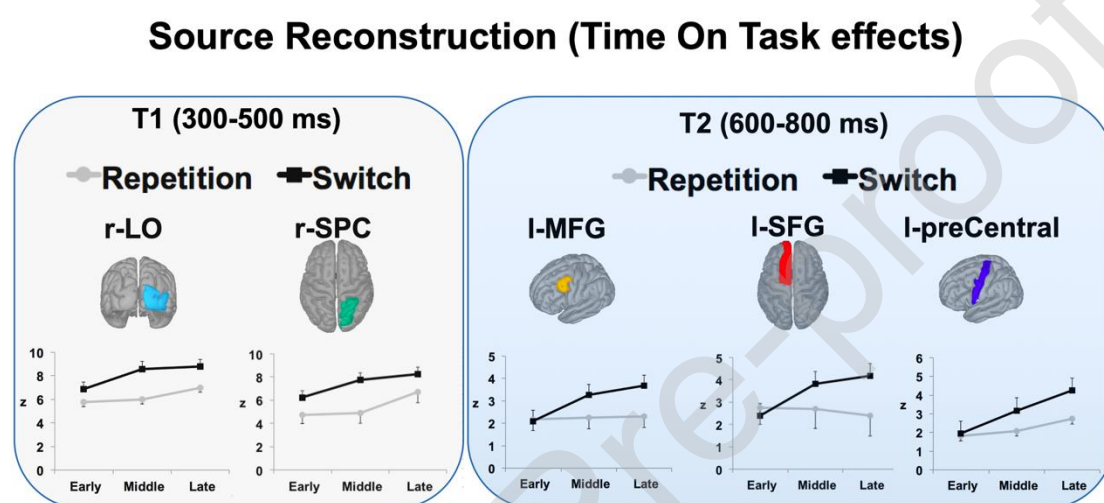 Source Reconstruction (Time On Task effects)
T1 (300-500 ms)
Repetition Switch
r-LO r-SPC
10
8
6
4
2
0
z
Early Middle Late
10
8
6
4
2
0
z
Early Middle Late
T2 (600-800 ms)
Repetition Switch
l-MFG l-SFG l-preCentral
5
4
3
2
1
0
z
Early Middle Late
5
4
3
2
1
0
z
Early Middle Late
6
5
4
3
2
1
0
z
Early Middle Late
Pre-proof